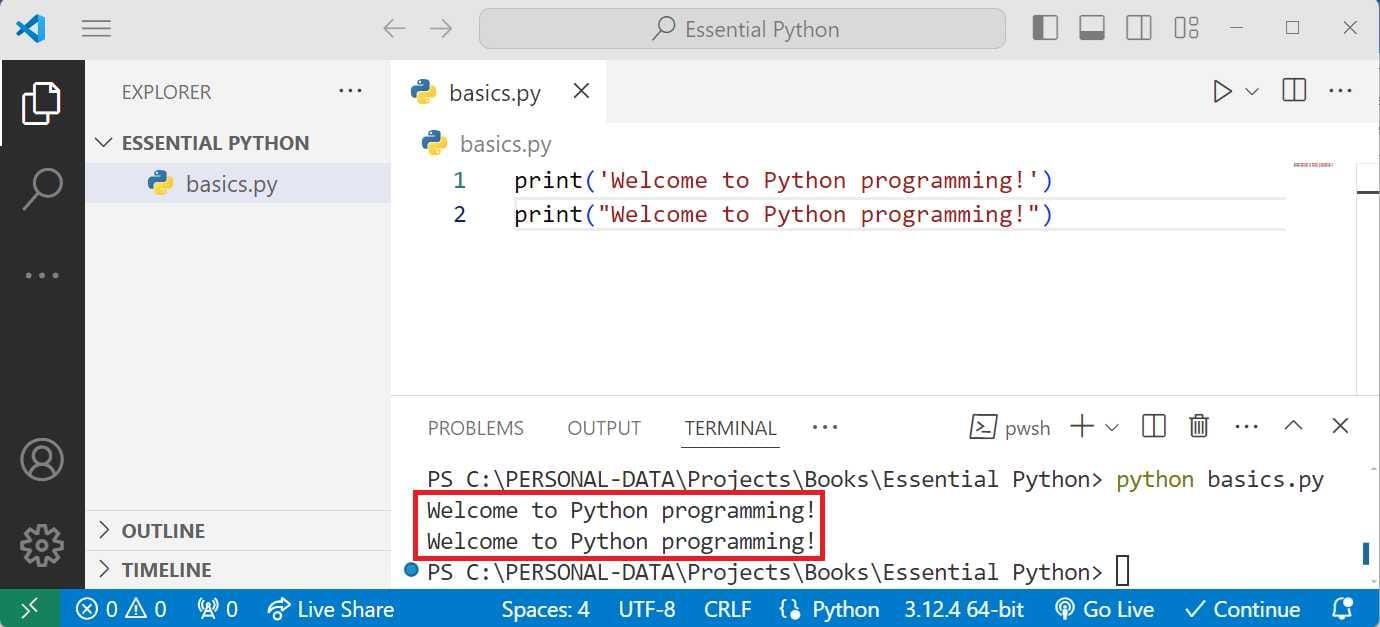 Essential Python
EXPLORER
ESSENTIAL PYTHON
basics.py
OUTLINE
TIMELINE
basics.py
basics.py
1 print('Welcome to Python programming!')
2 print("Welcome to Python programming!")
PROBLEMS OUTPUT TERMINAL pwsh
PS C:\PERSONAL-DATA\Projects\Books\Essential Python> python basics.py
Welcome to Python programming!
Welcome to Python programming!
PS C:\PERSONAL-DATA\Projects\Books\Essential Python>
0 0 0 Live Share Spaces: 4 UTF-8 CRLF Python 3.12.4 64-bit Go Live Continue